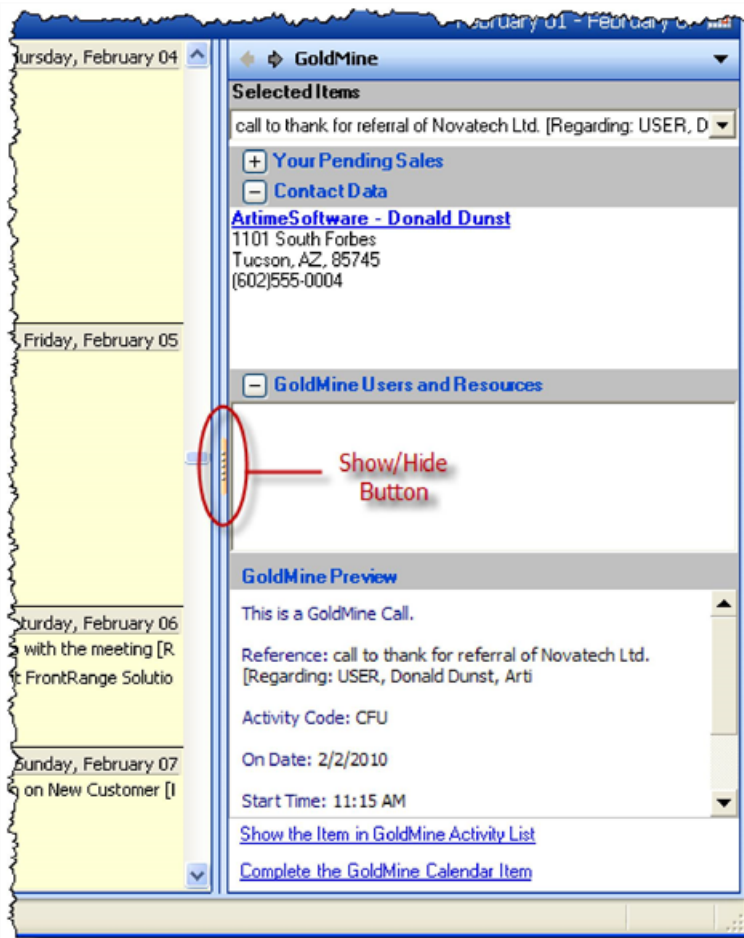 February 01 - February
ursday, February 04
GoldMine
Selected Items
call to thank for referral of Novatech Ltd. [Regarding: USER, D
Your Pending Sales
Contact Data
ArtimeSoftware - Donald Dunst
1101 South Forbes
Tucson, AZ, 85745
(602)555-0004
Friday, February 05
GoldMine Users and Resources
Show/Hide
Button
GoldMine Preview
This is a GoldMine Call.
turday, February 06
with the meeting [R
t FrontRange Solutio
Reference: call to thank for referral of Novatech Ltd.
[Regarding: USER, Donald Dunst, Arti
Activity Code: CFU
Sunday, February 07
on New Customer [I
On Date: 2/2/2010
Start Time: 11:15 AM
Show the Item in GoldMine Activity List
Complete the GoldMine Calendar Item